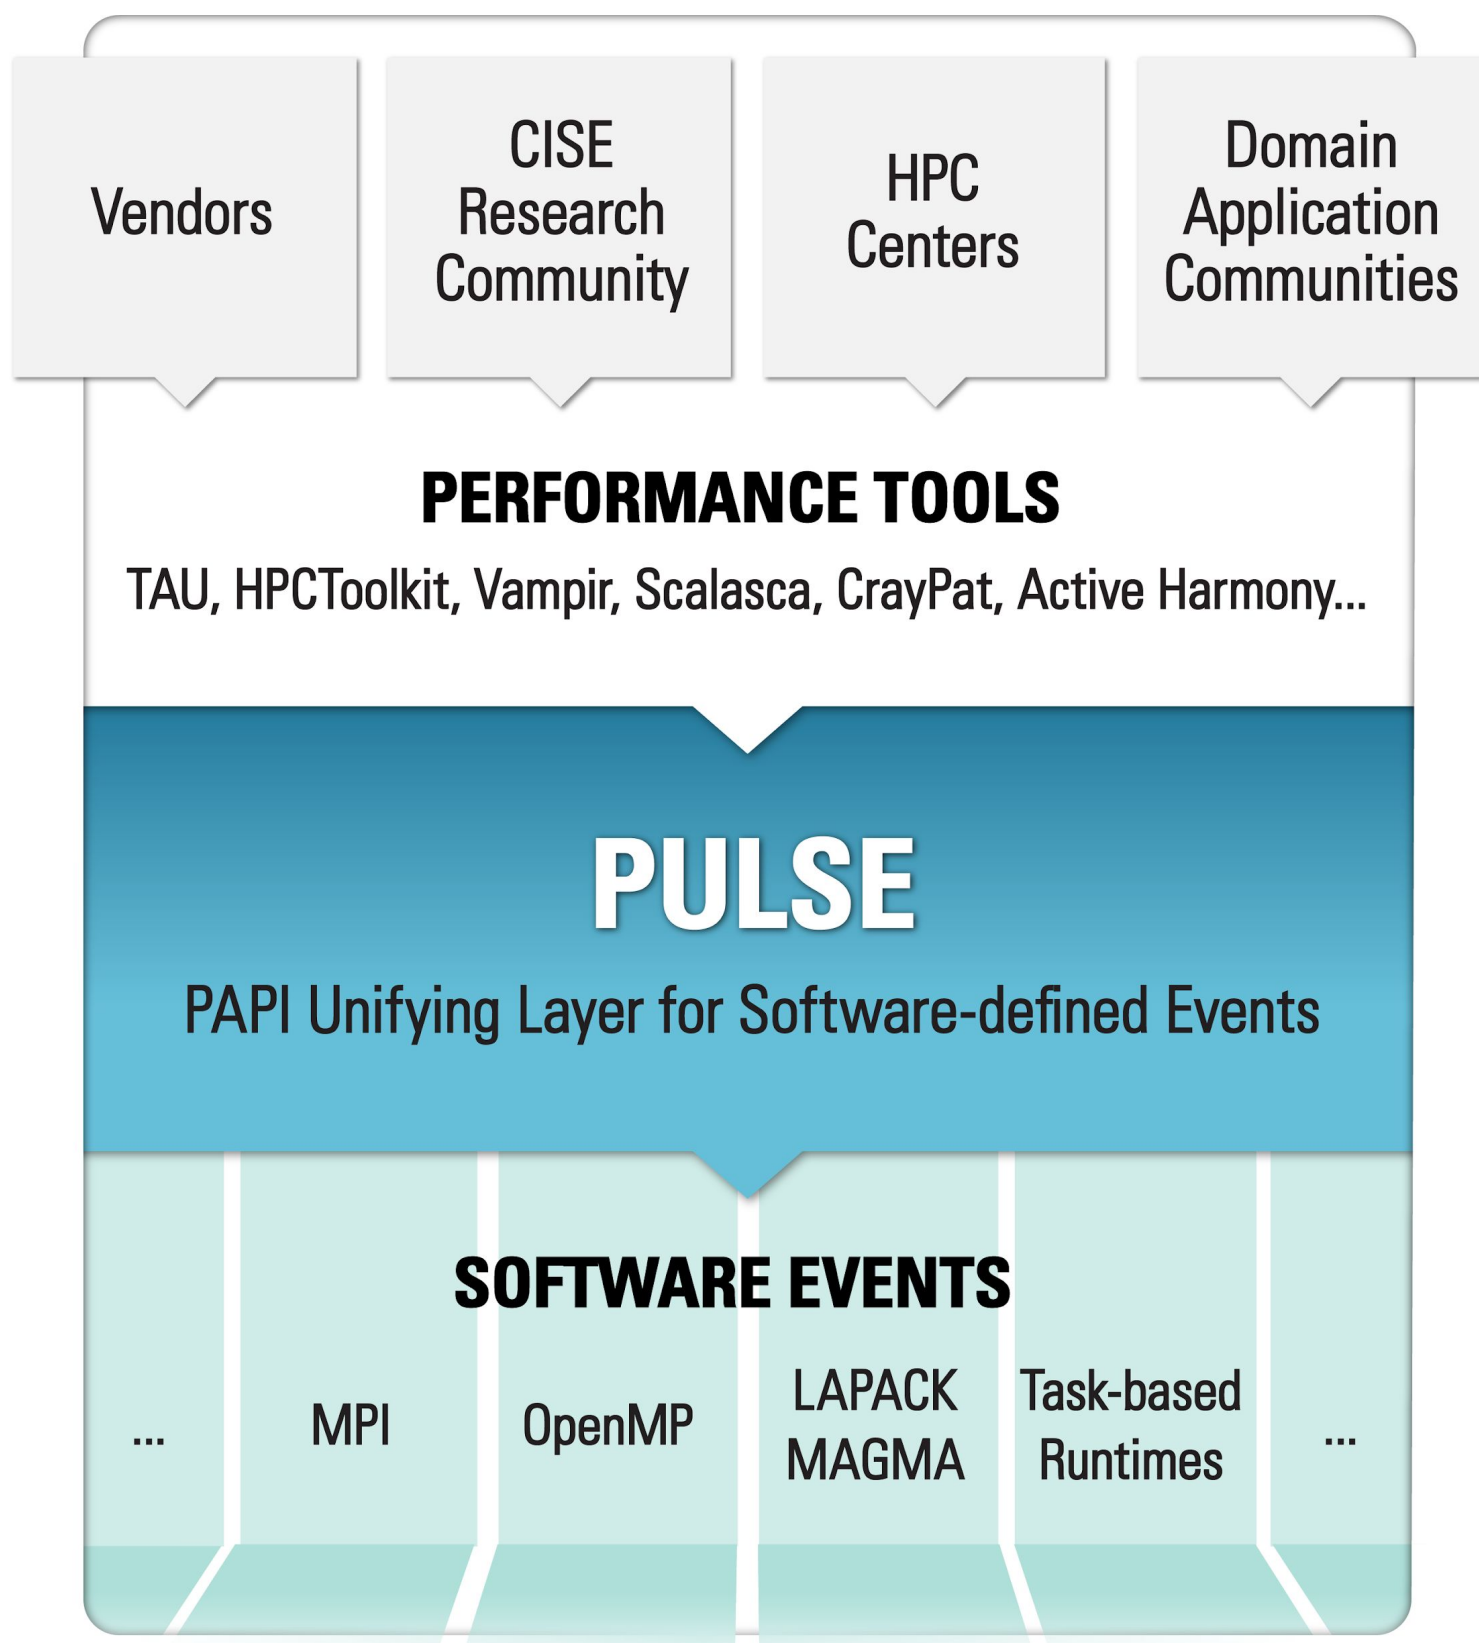 Vendors
CISE
Research
Community
HPC
Centers
Domain
Application
Communities
PERFORMANCE TOOLS
TAU, HPCToolkit, Vampir, Scalasca, CrayPat, Active Harmony...
PULSE
PAPI Unifying Layer for Software-defined Events
SOFTWARE EVENTS
...
MPI
OpenMP
LAPACK
MAGMA
Task-based
Runtimes
...